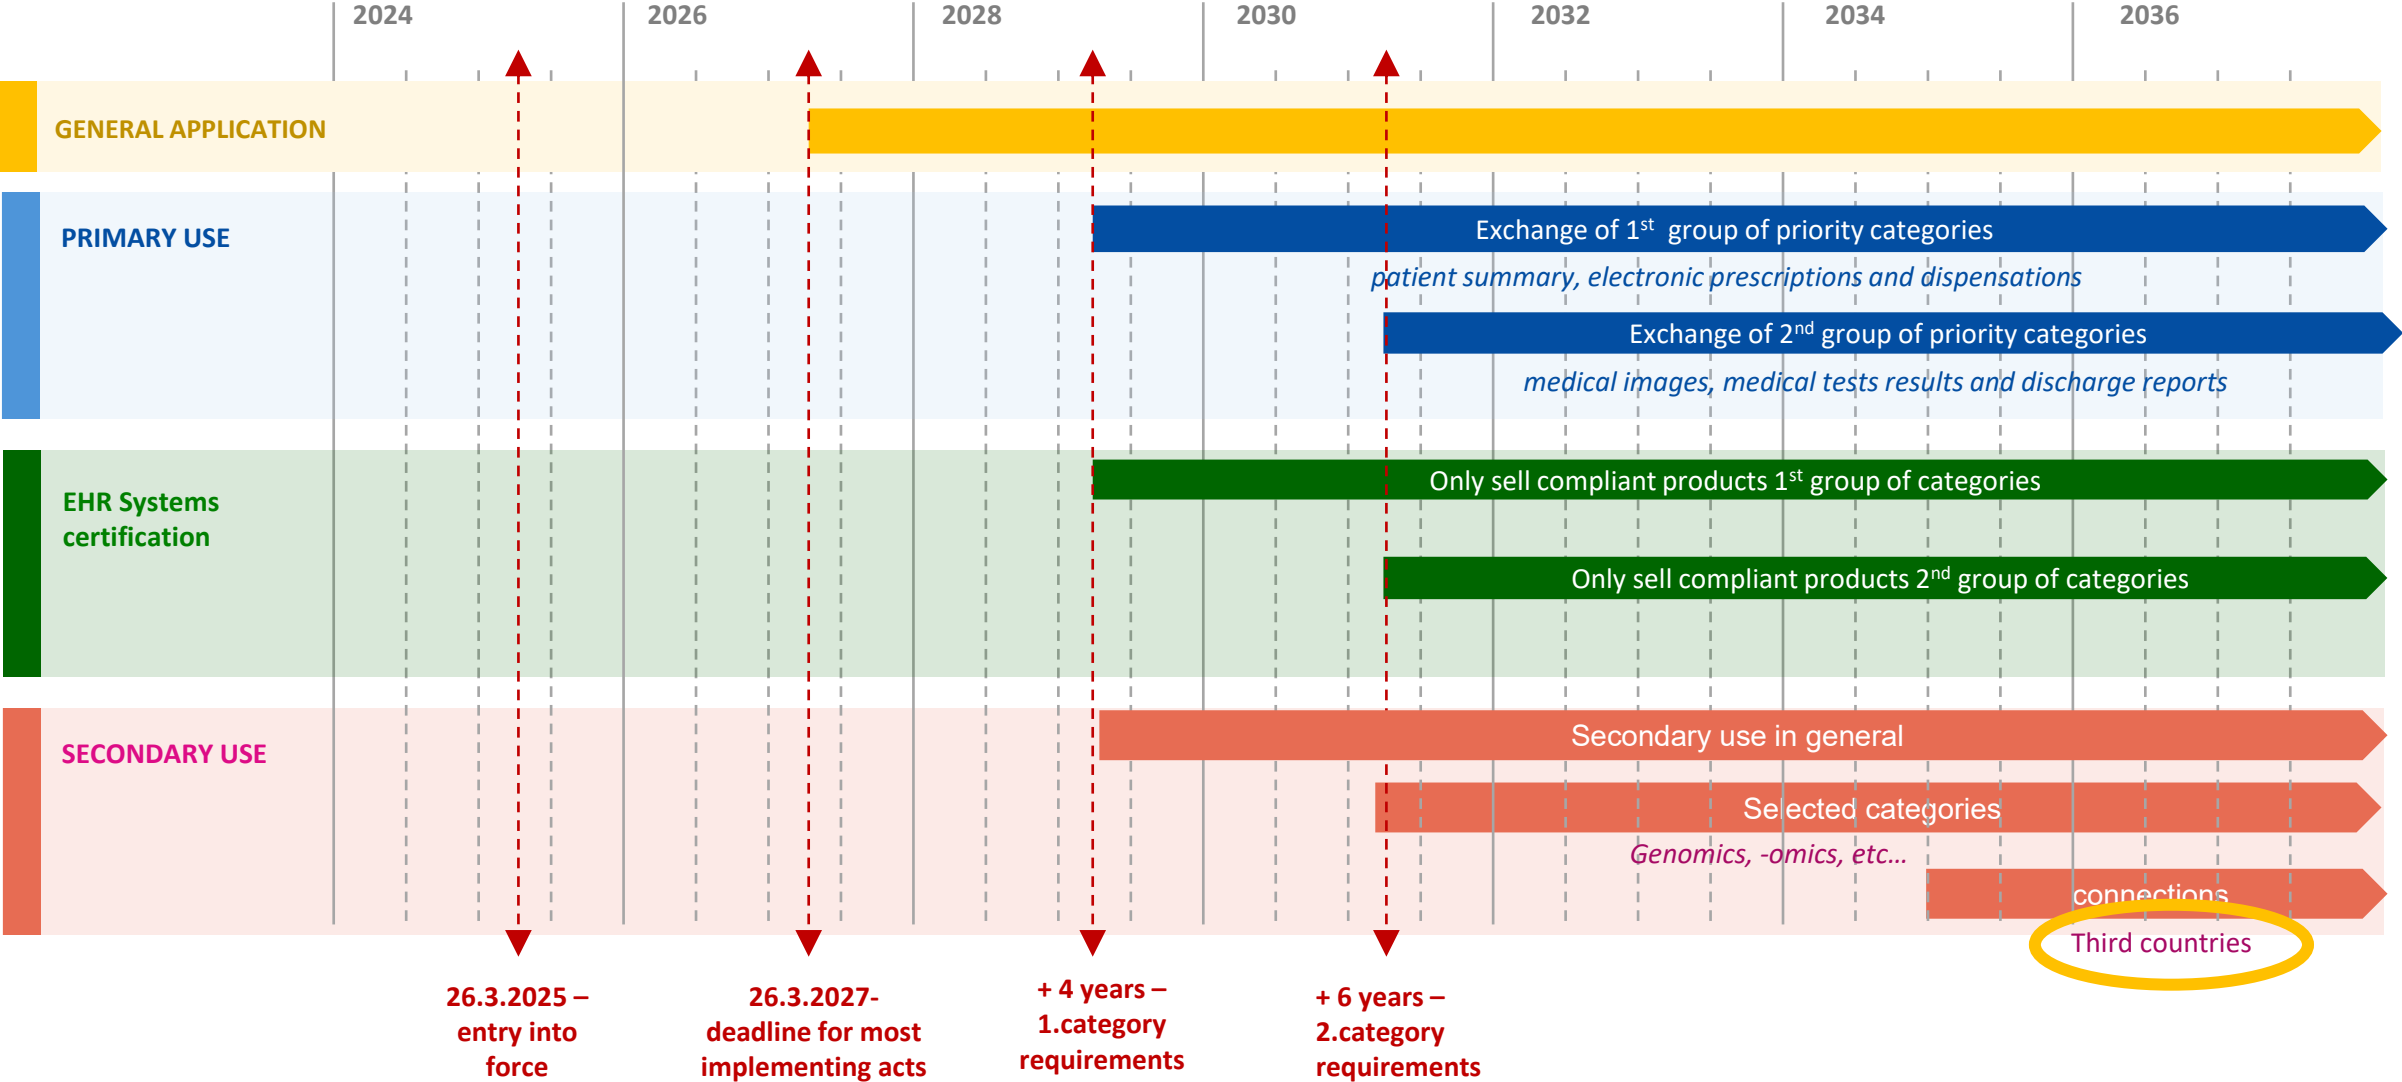 2024 2026 2028 2030 2032 2034 2036
GENERAL APPLICATION
PRIMARY USE
Exchange of 1st group of priority categories
patient summary, electronic prescriptions and dispensations
Exchange of 2nd group of priority categories
medical images, medical tests results and discharge reports
EHR Systems
certification
Only sell compliant products 1st group of categories
Only sell compliant products 2nd group of categories
SECONDARY USE
Secondary use in general
Selected categories
Genomics, -omics, etc...
connections
Third countries
26.3.2025 –
entry into
force
26.3.2027-
deadline for most
implementing acts
+ 4 years –
1.category
requirements
+ 6 years –
2.category
requirements